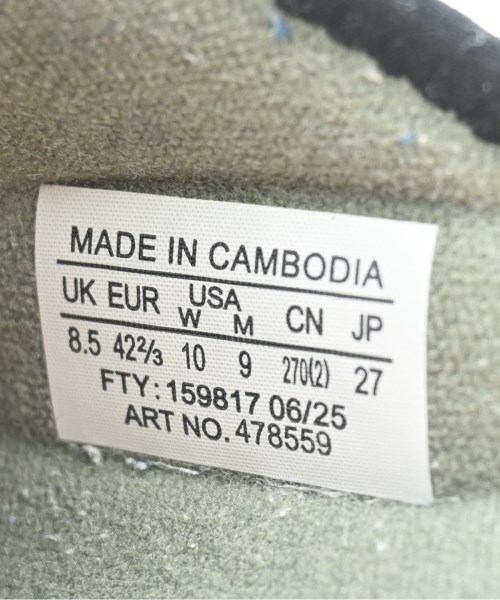 MADE IN CAMBODIA
UK EUR USA CN JP
W M
8.5 42⅔ 10 9 270(2) 27
FTY: 159817 06/25
ART NO. 478559